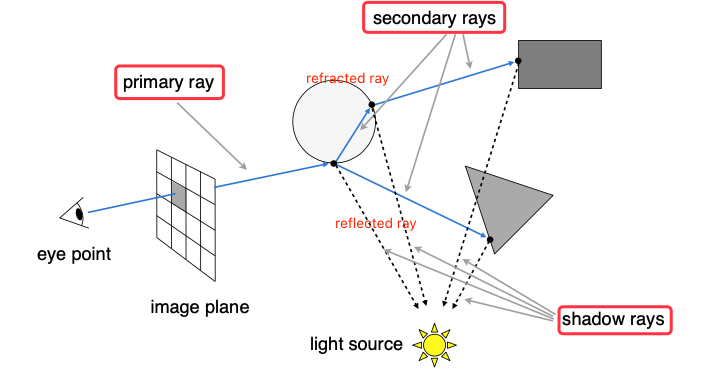 secondary rays
primary ray
refracted ray
reflected ray
eye point
image plane
shadow rays
light source